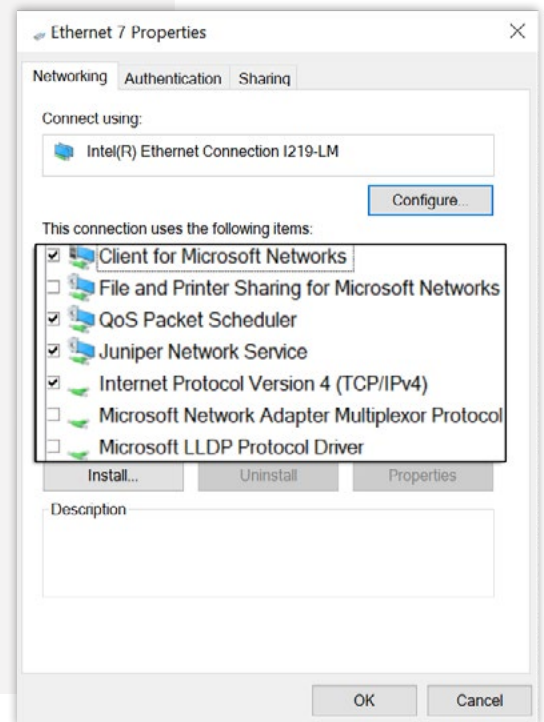 Ethernet 7 Properties
Networking Authentication Sharing
Connect using:
Intel(R) Ethernet Connection I219-LM
Configure...
This connection uses the following items:
Client for Microsoft Networks
File and Printer Sharing for Microsoft Networks
QoS Packet Scheduler
Juniper Network Service
Internet Protocol Version 4 (TCP/IPv4)
Microsoft Network Adapter Multiplexor Protocol
Microsoft LLDP Protocol Driver
Install... Uninstall Properties
Description
OK Cancel